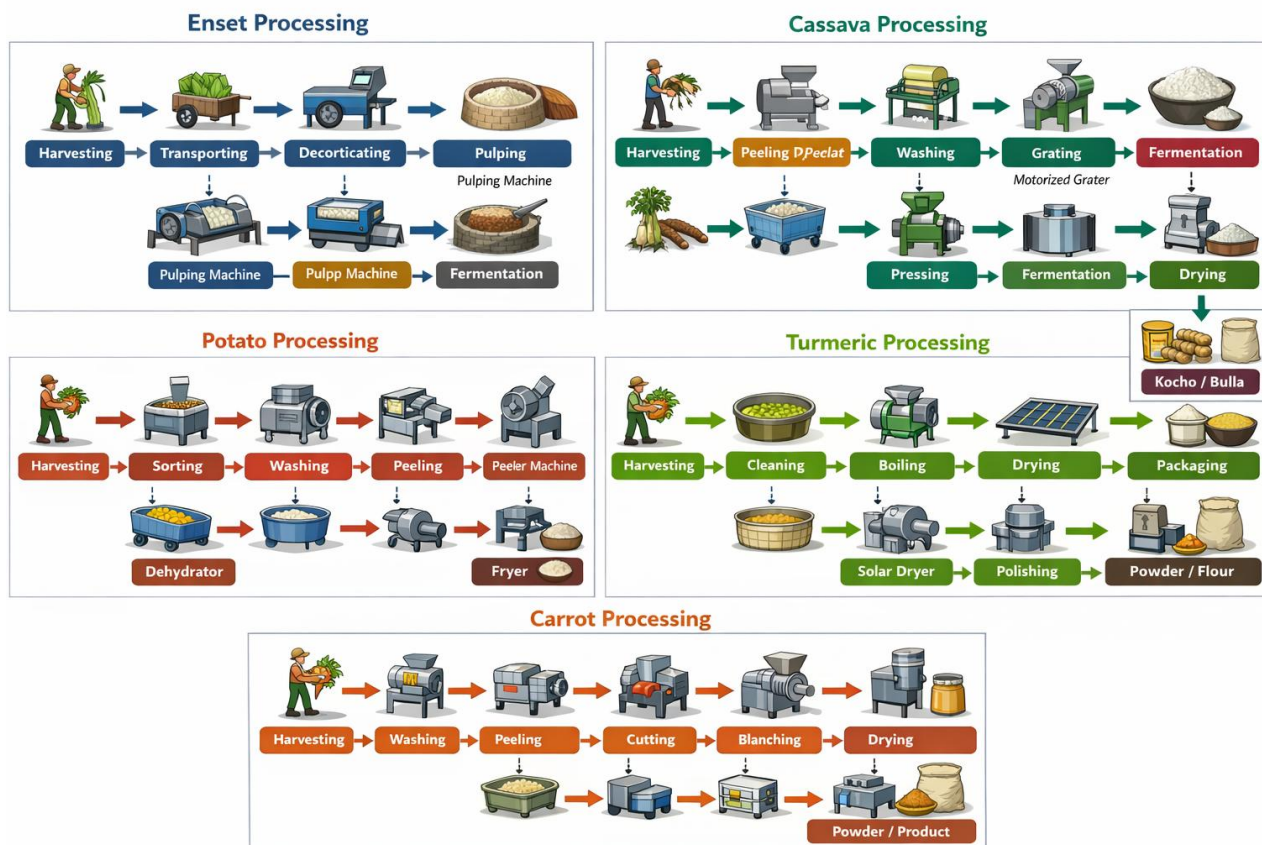 Enset Processing
Harvesting
Transporting
Decorticating
Pulping
Pulping Machine
Pulping Machine
Pulpp Machine
Fermentation
Cassava Processing
Harvesting
Peeling DpPeclat
Washing
Grating
Fermentation
Motorized Grater
Pressing
Fermentation
Drying
Kocho / Bulla
Potato Processing
Harvesting
Sorting
Washing
Peeling
Peeler Machine
Dehydrator
Fryer
Turmeric Processing
Harvesting
Cleaning
Boiling
Drying
Packaging
Solar Dryer
Polishing
Powder / Flour
Carrot Processing
Harvesting
Washing
Peeling
Cutting
Blanching
Drying
Powder / Product